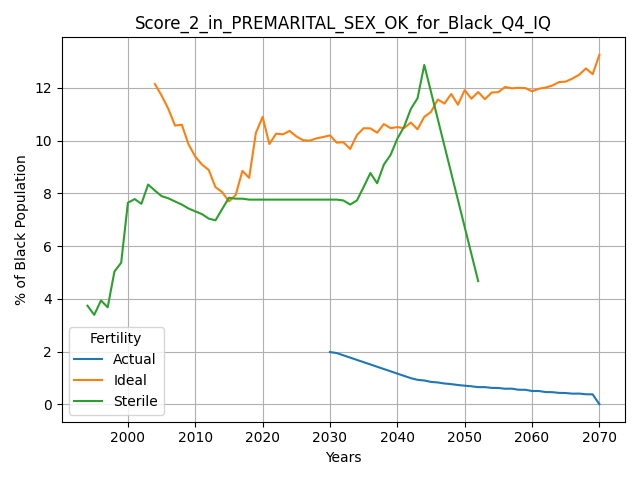 Score_2_in_PREMARITAL_SEX_OK_for_Black_Q4_IQ
% of Black Population
12
10
8
6
4
2
0
Fertility
Actual
Ideal
Sterile
2000 2010 2020 2030 2040 2050 2060 2070
Years